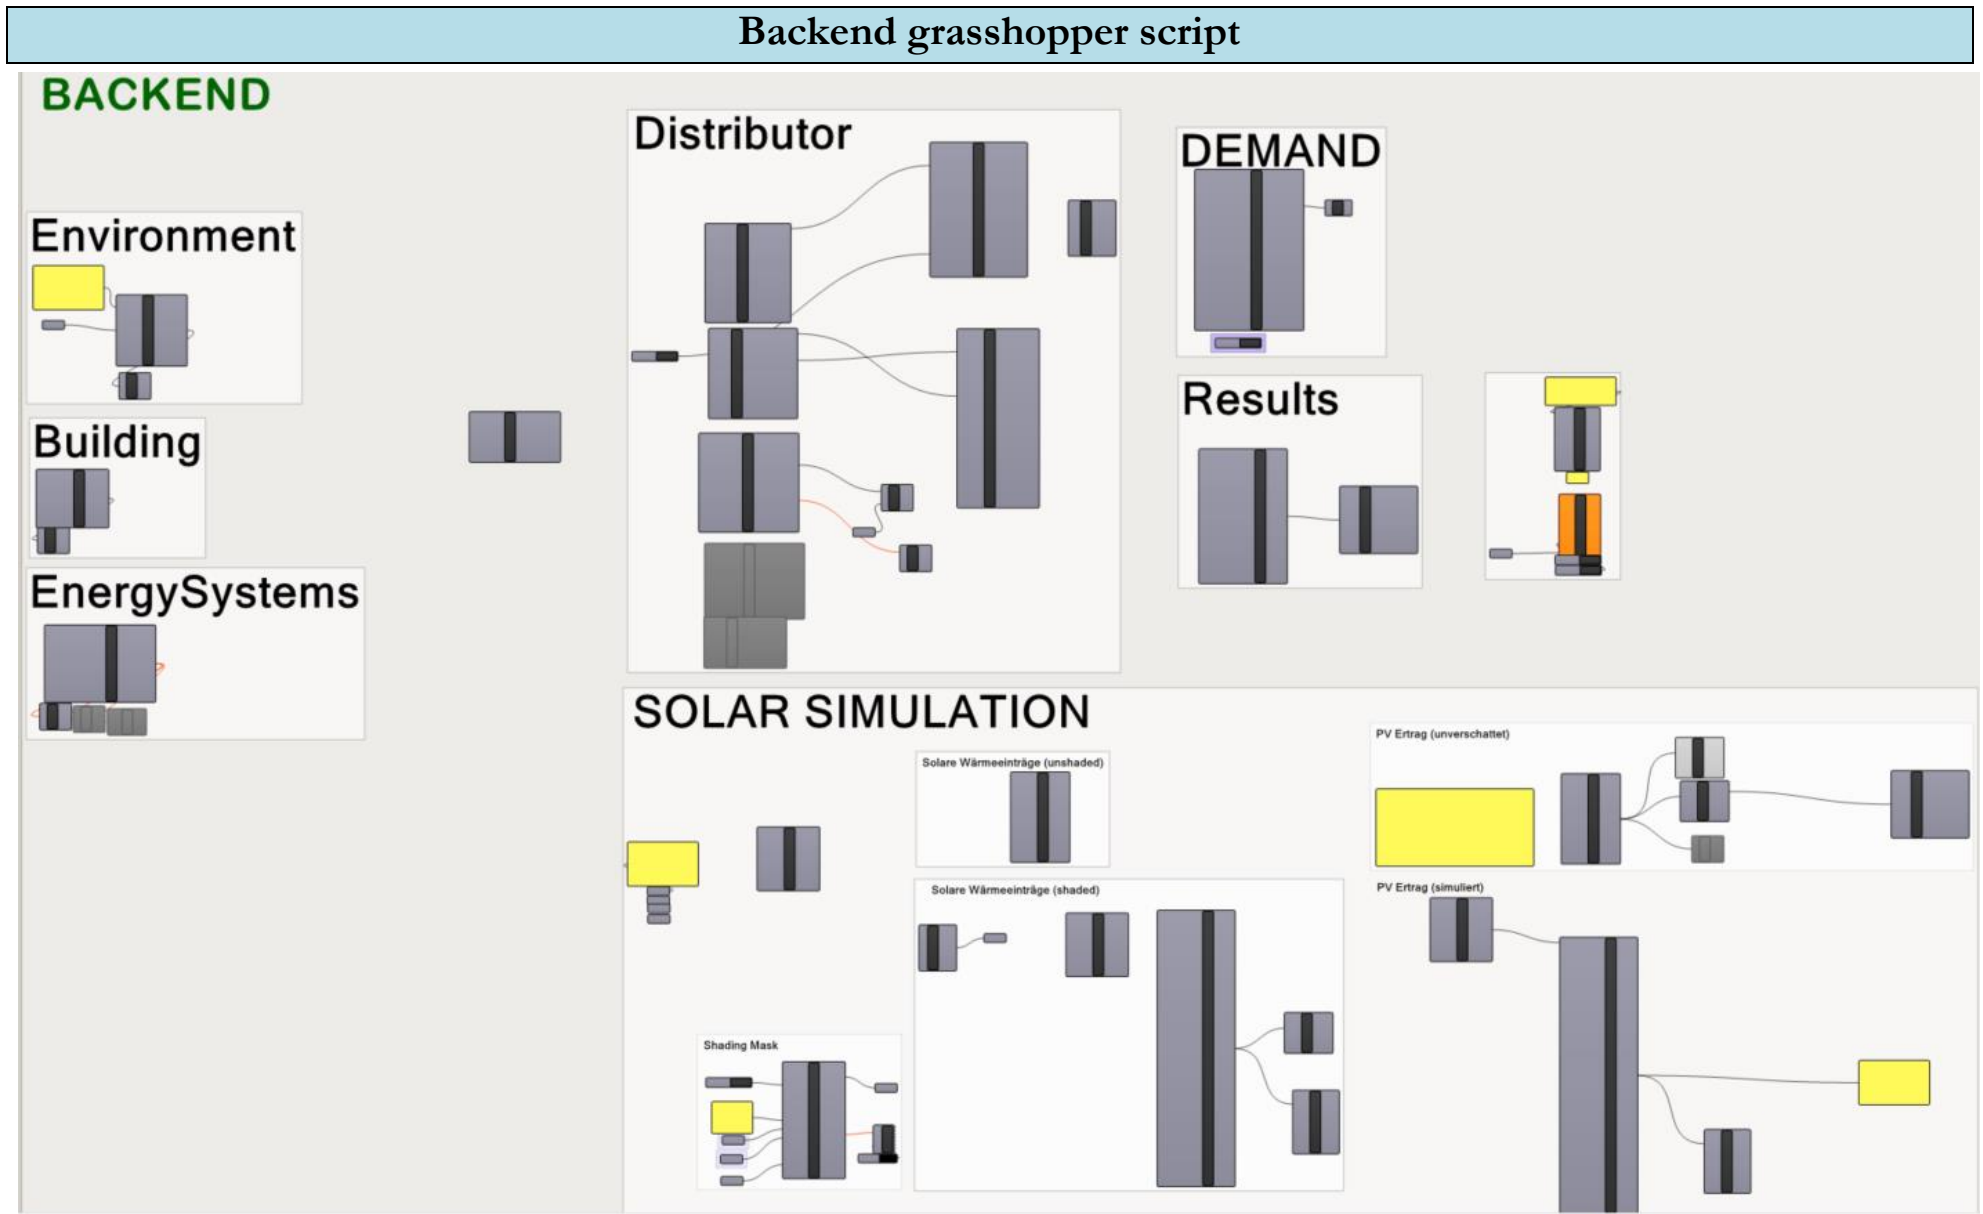 Backend grasshopper script
BACKEND
Distributor
DEMAND
Environment
Results
Building
EnergySystems
SOLAR SIMULATION
PV Ertrag (unverschattet)
Solare Wärmeeinträge (unshaded)
Solare Wärmeeinträge (shaded)
PV Ertrag (simuliert)
Shading Mask